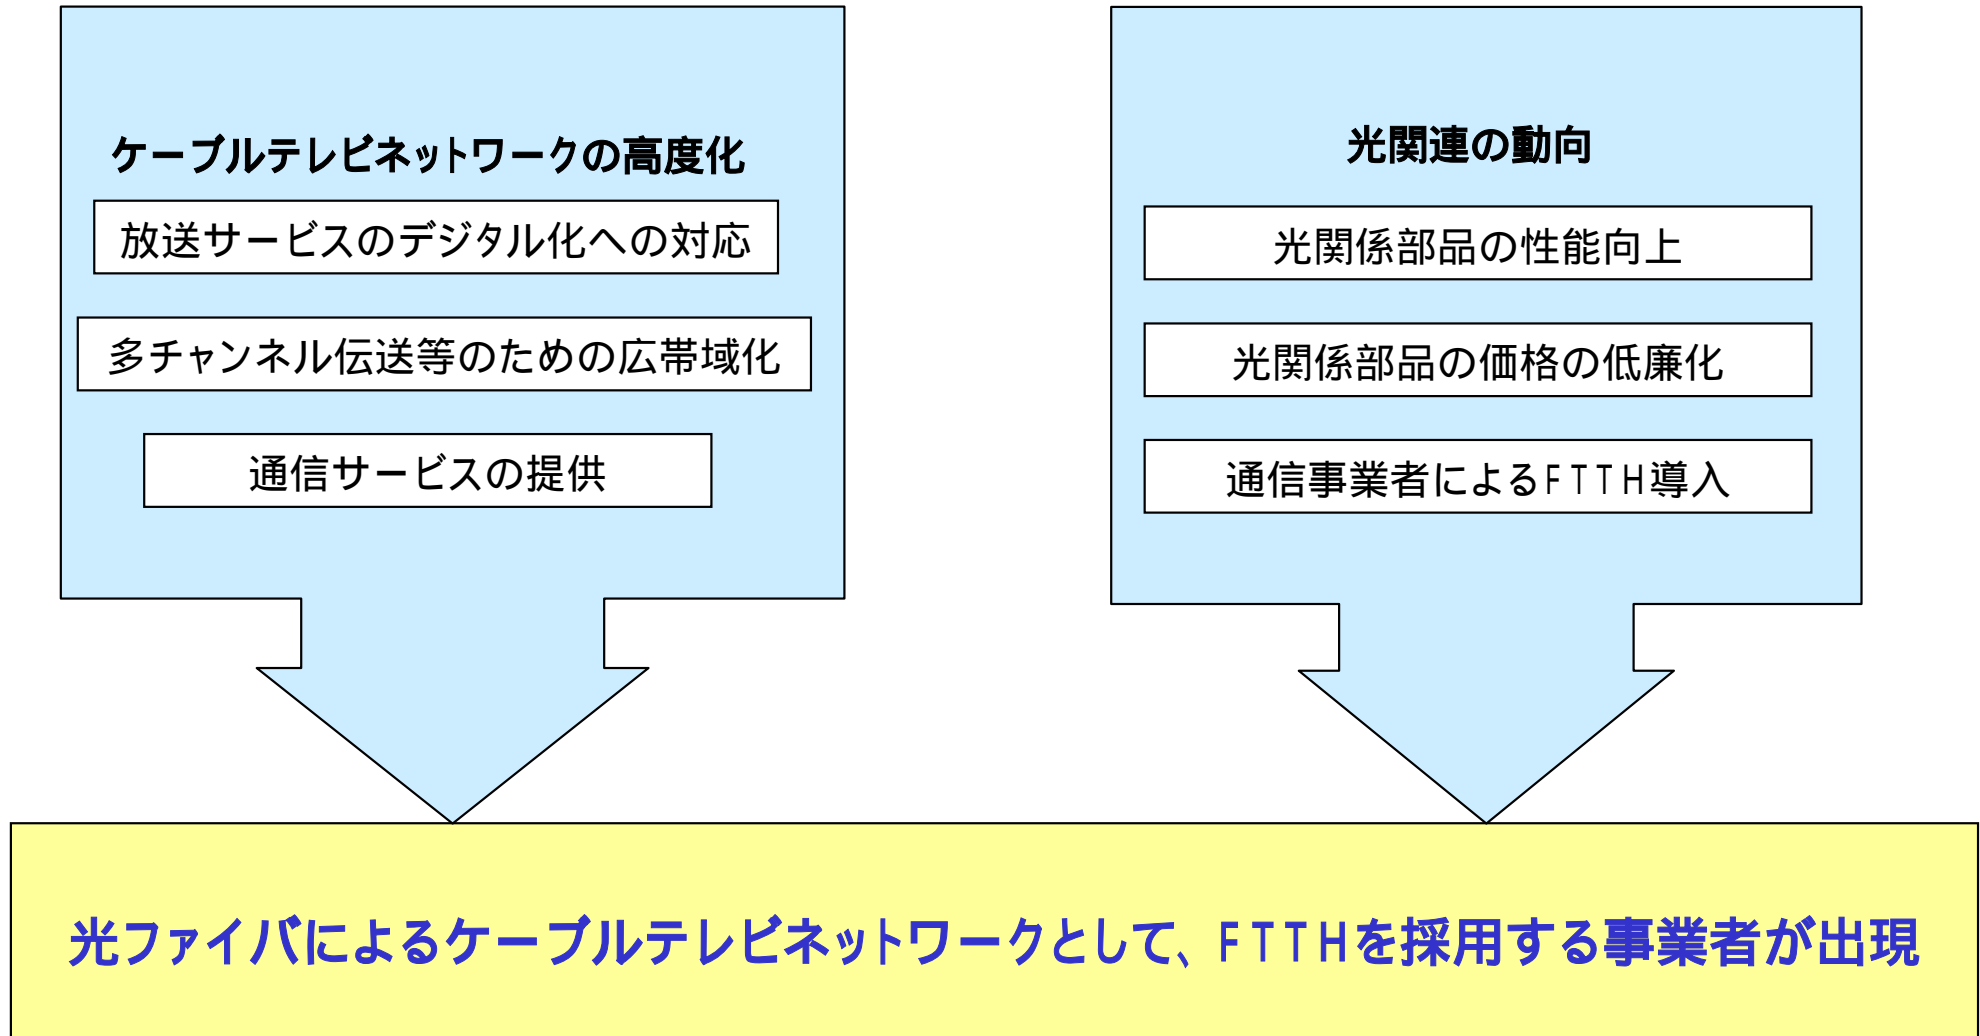 ケーブルテレビネットワークの高度化
放送サービスのデジタル化への対応
多チャンネル伝送等のための広帯域化
通信サービスの提供
光関連の動向
光関係部品の性能向上
光関係部品の価格の低廉化
通信事業者によるFTTH導入
光ファイバによるケーブルテレビネットワークとして、FTTHを採用する事業者が出現